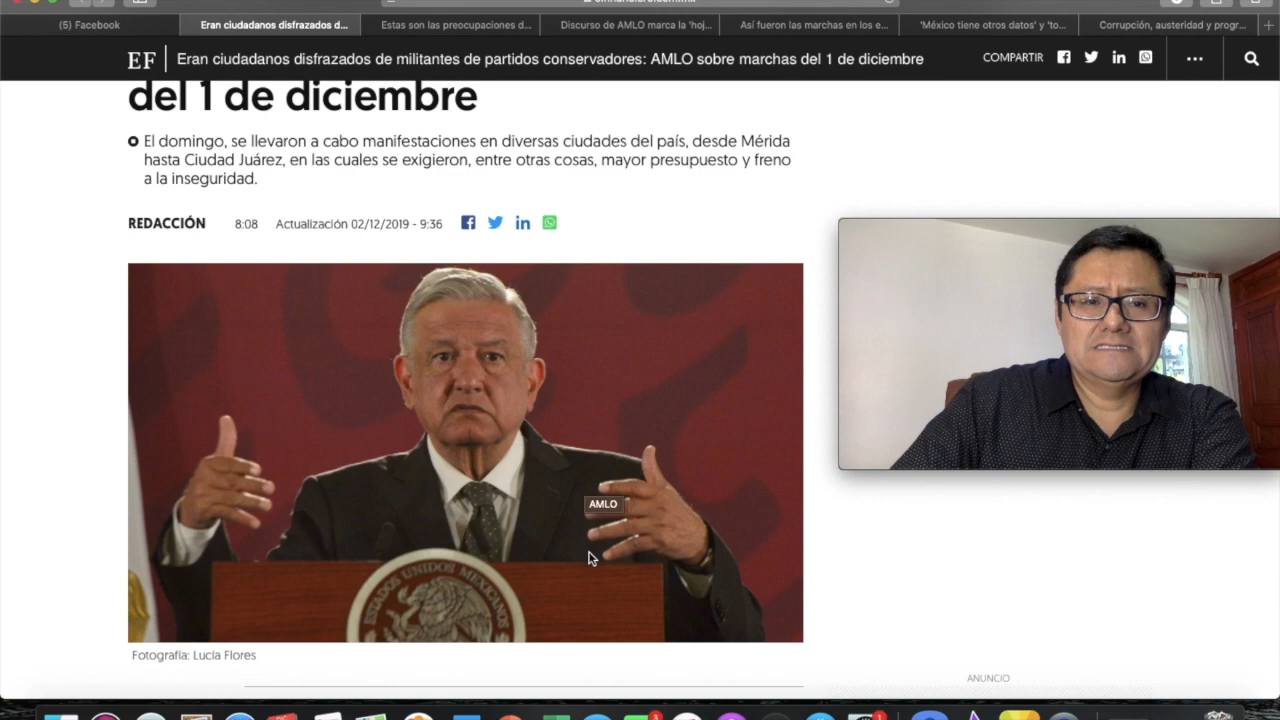 (5) Facebook
Eran ciudadanos disfrazados d...
Estas son las preocupaciones d...
Discurso de AMLO marca la 'hoj...
Así fueron las marchas en los e...
'México tiene otros datos' y 'to...
Corrupción, austeridad y progr...
EF
Eran ciudadanos disfrazados de militantes de partidos conservadores: AMLO sobre marchas del 1 de diciembre
COMPARTIR
del 1 de diciembre
El domingo, se llevaron a cabo manifestaciones en diversas ciudades del país, desde Mérida
hasta Ciudad Juárez, en las cuales se exigieron, entre otras cosas, mayor presupuesto y freno
a la inseguridad.
REDACCIÓN 8:08 Actualización 02/12/2019 - 9:36
AMLO
ESTADOS UNIDOS MEXICANOS
Fotografía: Lucía Flores
ANUNCIO